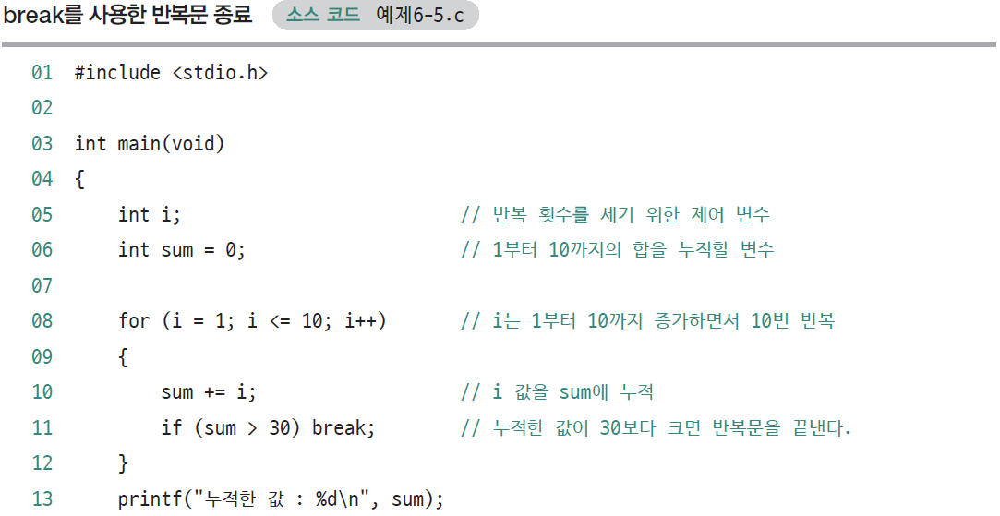 break를 사용한 반복문 종료 소스 코드 예제6-5.c
01 #include <stdio.h>
02
03 int main(void)
04 {
05     int i;                          // 반복 횟수를 세기 위한 제어 변수
06     int sum = 0;                    // 1부터 10까지의 합을 누적할 변수
07
08     for (i = 1; i <= 10; i++)       // i는 1부터 10까지 증가하면서 10번 반복
09     {
10         sum += i;                   // i 값을 sum에 누적
11         if (sum > 30) break;        // 누적한 값이 30보다 크면 반복문을 끝낸다.
12     }
13     printf("누적한 값 : %d\n", sum);